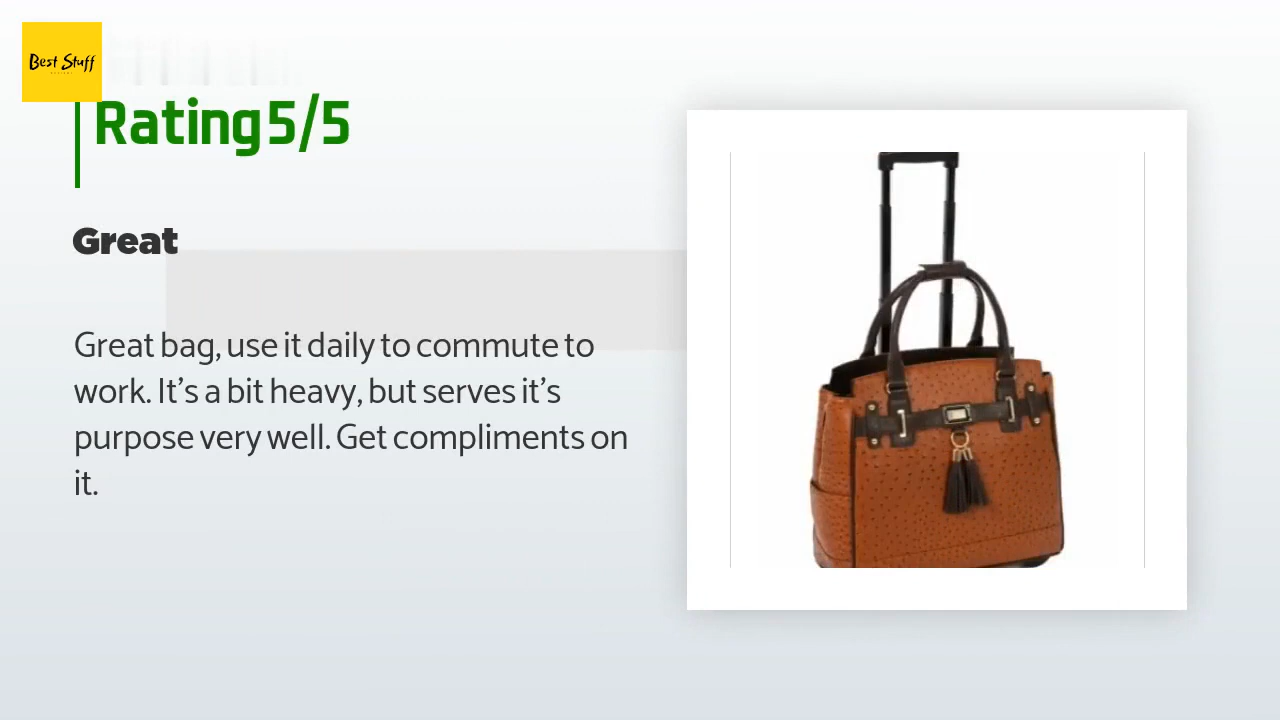 Best Stuff
Rating 5/5
Great
Great bag, use it daily to commute to
work. It's a bit heavy, but serves it's
purpose very well. Get compliments on
it.